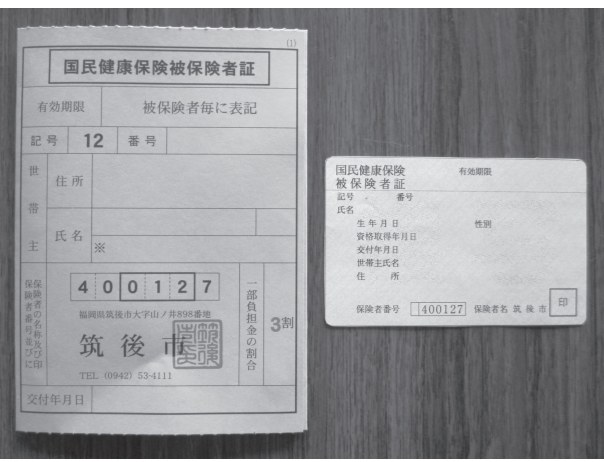 (1)
国民健康保険被保険者証
有効期限 被保険者毎に表記
記号 12 番号
世帯主
住所
氏名
※
保険者番号並びに保険者の名称及び印
400127
福岡県筑後市大字山ノ井898番地
筑後市
TEL (0942) 53-4111
一部負担金の割合
3割
交付年月日
国民健康保険 有効期限
被保険者証
記号 番号
氏名
生年月日 性別
資格取得年月日
交付年月日
世帯主氏名
住所
保険者番号 400127 保険者名 筑後市 印